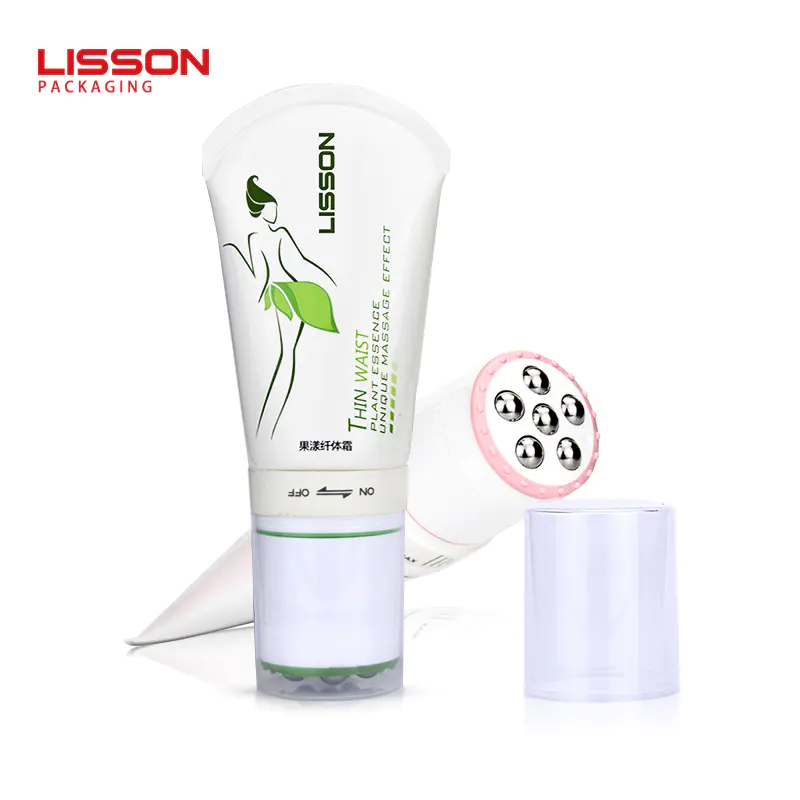 LISSON
PACKAGING
LISSON
THIN WAIST
PLANT ESSENCE
UNIQUE MASSAGE EFFECT
果漾纤体霜
ON OFF